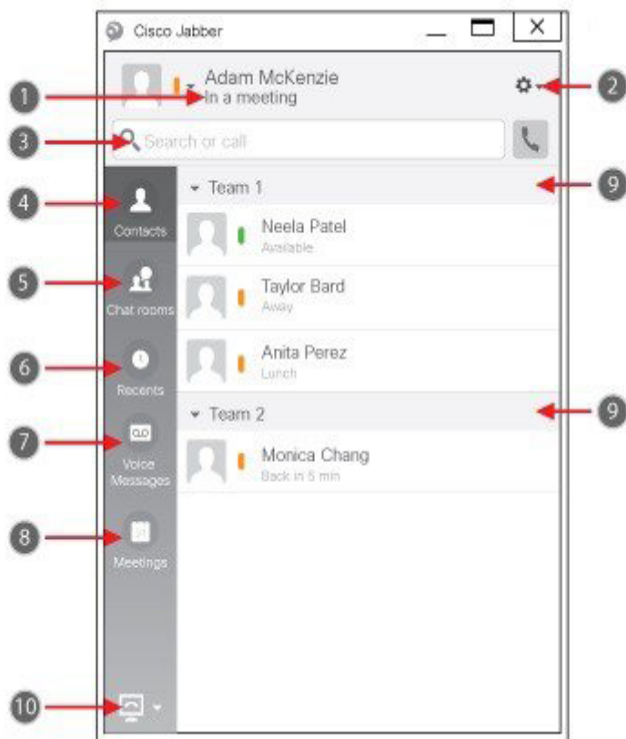 Cisco Jabber
Adam McKenzie
In a meeting
1
2
Search or call
3
Team 1
9
4
Contacts
Neela Patel
Available
5
Chat rooms
Taylor Bard
Away
6
Recents
Anita Perez
Lunch
Team 2
9
7
Voice
Messages
Monica Chang
Back in 5 min
8
Meetings
10